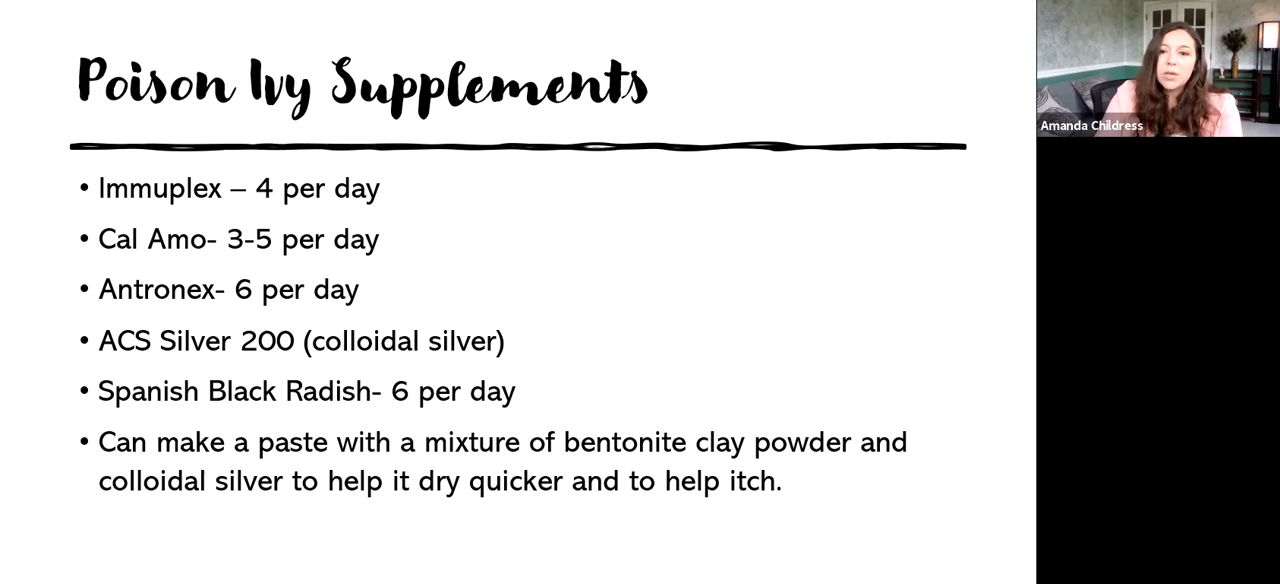 Poison Ivy Supplements
• Immuplex – 4 per day
• Cal Amo- 3-5 per day
• Antronex- 6 per day
• ACS Silver 200 (colloidal silver)
• Spanish Black Radish- 6 per day
• Can make a paste with a mixture of bentonite clay powder and
colloidal silver to help it dry quicker and to help itch.
Amanda Childress